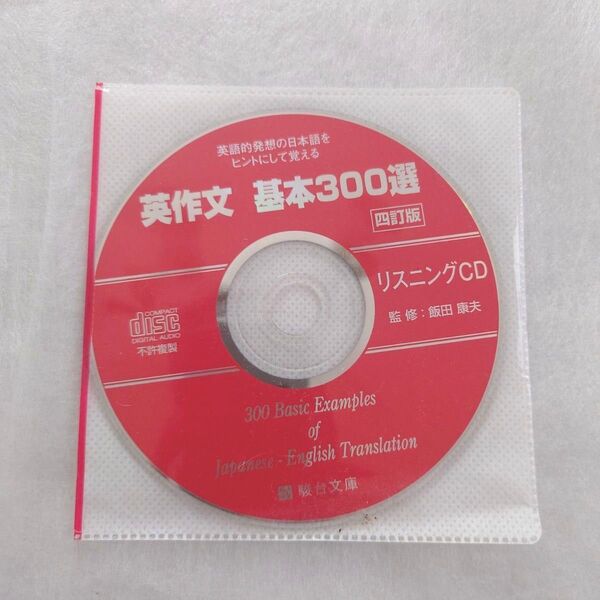 英語的発想の日本語を
ヒントにして覚える
英作文 基本300選
四訂版
リスニングCD
監修:飯田 康夫
COMPACT
disc
DIGITAL AUDIO
不許複製
300 Basic Examples
of
Japanese - English Translation
駿台文庫